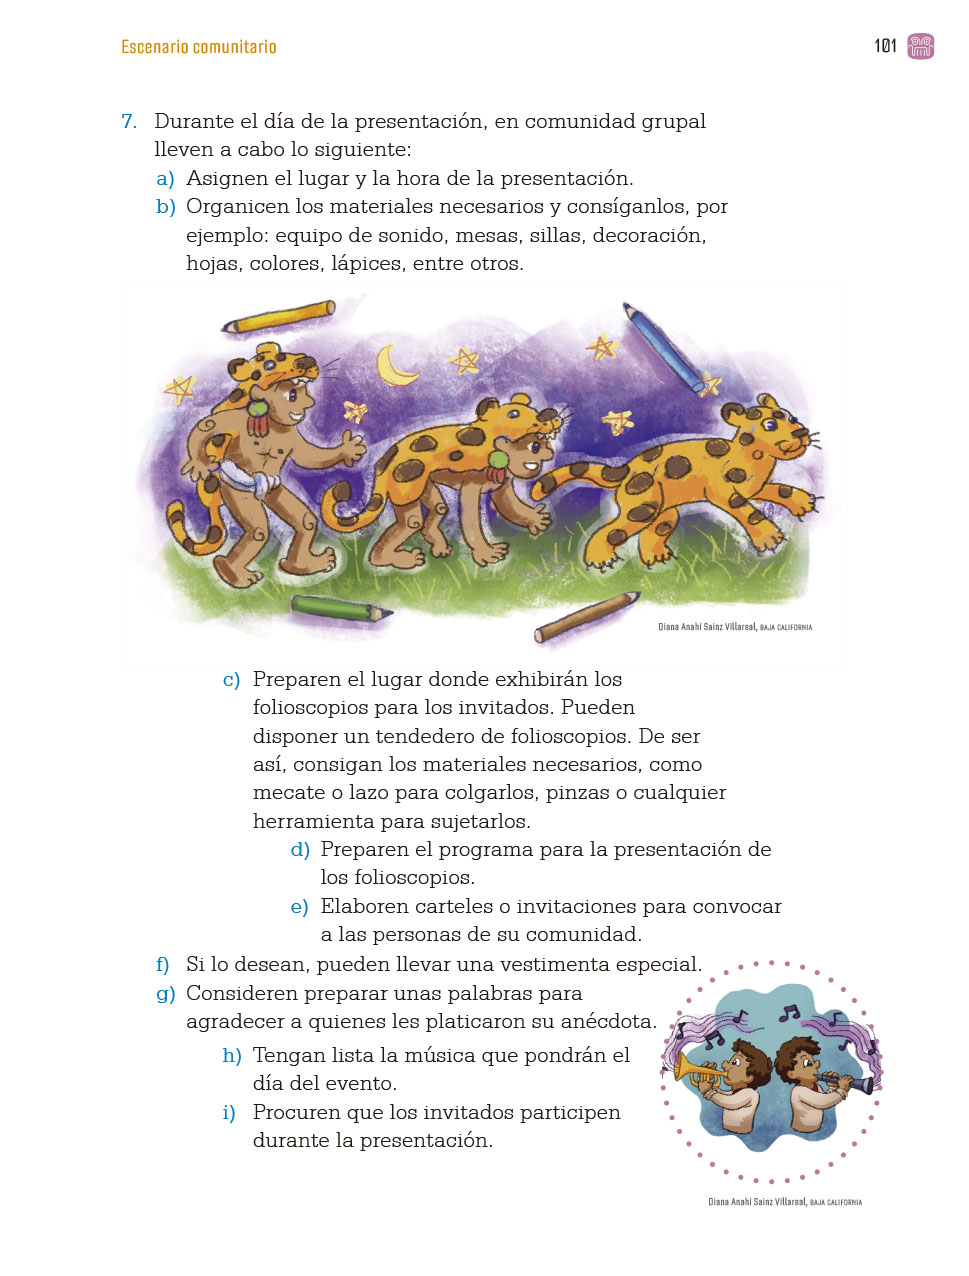 Escenario comunitario
101
7. Durante el día de la presentación, en comunidad grupal
lleven a cabo lo siguiente:
a) Asignen el lugar y la hora de la presentación.
b) Organicen los materiales necesarios y consíganlos, por
ejemplo: equipo de sonido, mesas, sillas, decoración,
hojas, colores, lápices, entre otros.
Diana Anahí Sainz Villareal, BAJA CALIFORNIA
c) Preparen el lugar donde exhibirán los
folioscopios para los invitados. Pueden
disponer un tendedero de folioscopios. De ser
así, consigan los materiales necesarios, como
mecate o lazo para colgarlos, pinzas o cualquier
herramienta para sujetarlos.
d) Preparen el programa para la presentación de
los folioscopios.
e) Elaboren carteles o invitaciones para convocar
a las personas de su comunidad.
f) Si lo desean, pueden llevar una vestimenta especial.
g) Consideren preparar unas palabras para
agradecer a quienes les platicaron su anécdota.
h) Tengan lista la música que pondrán el
día del evento.
i) Procuren que los invitados participen
durante la presentación.
Diana Anahí Sainz Villareal, BAJA CALIFORNIA